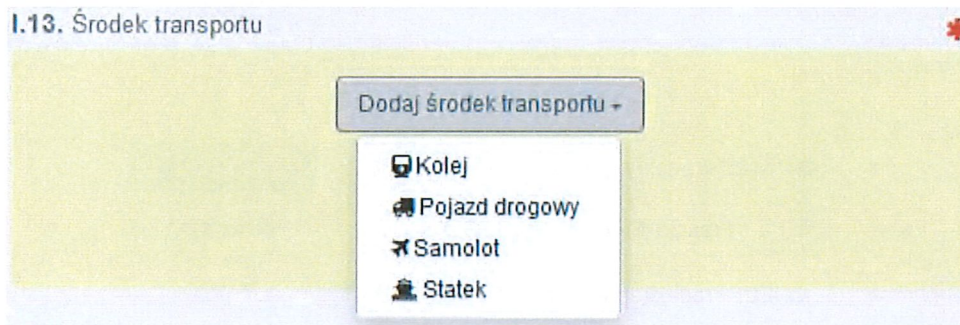 I.13. Środek transportu
Dodaj środek transportu
Kolej
Pojazd drogowy
Samolot
Statek